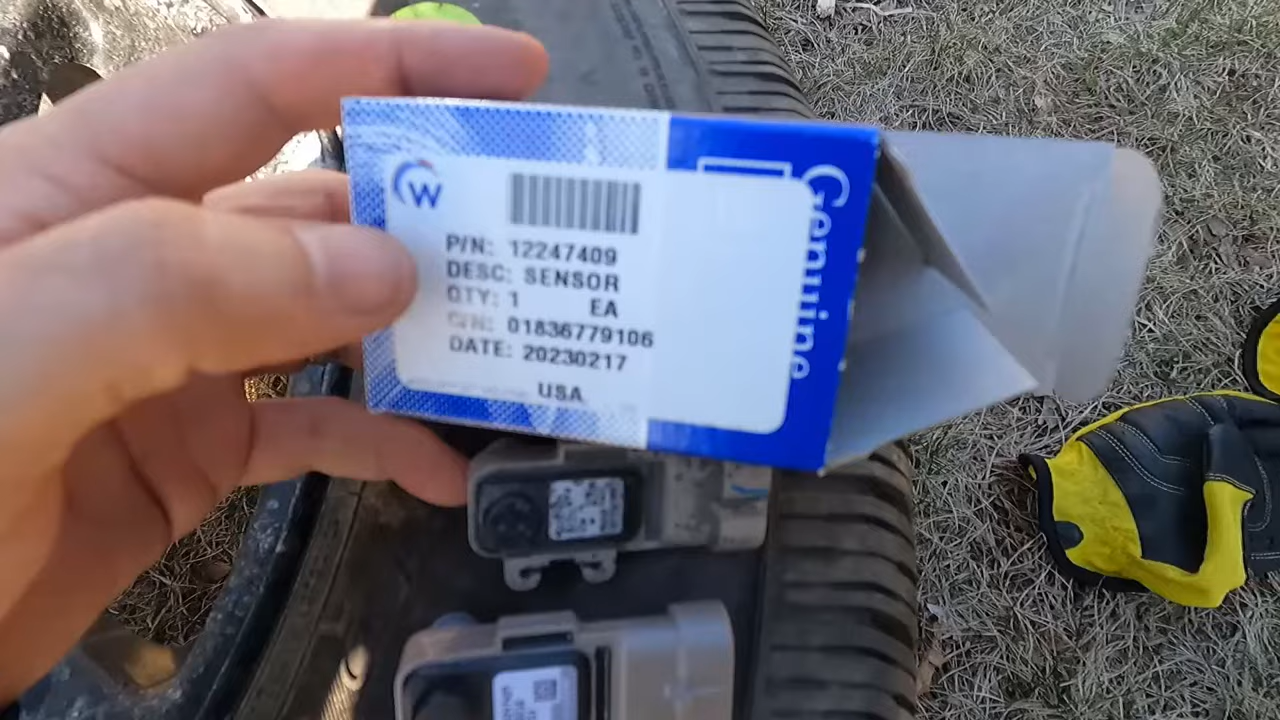 W
P/N: 12247409
DESC: SENSOR
QTY: 1 EA
C/N: 01836779106
DATE: 20230217
USA
Genuine